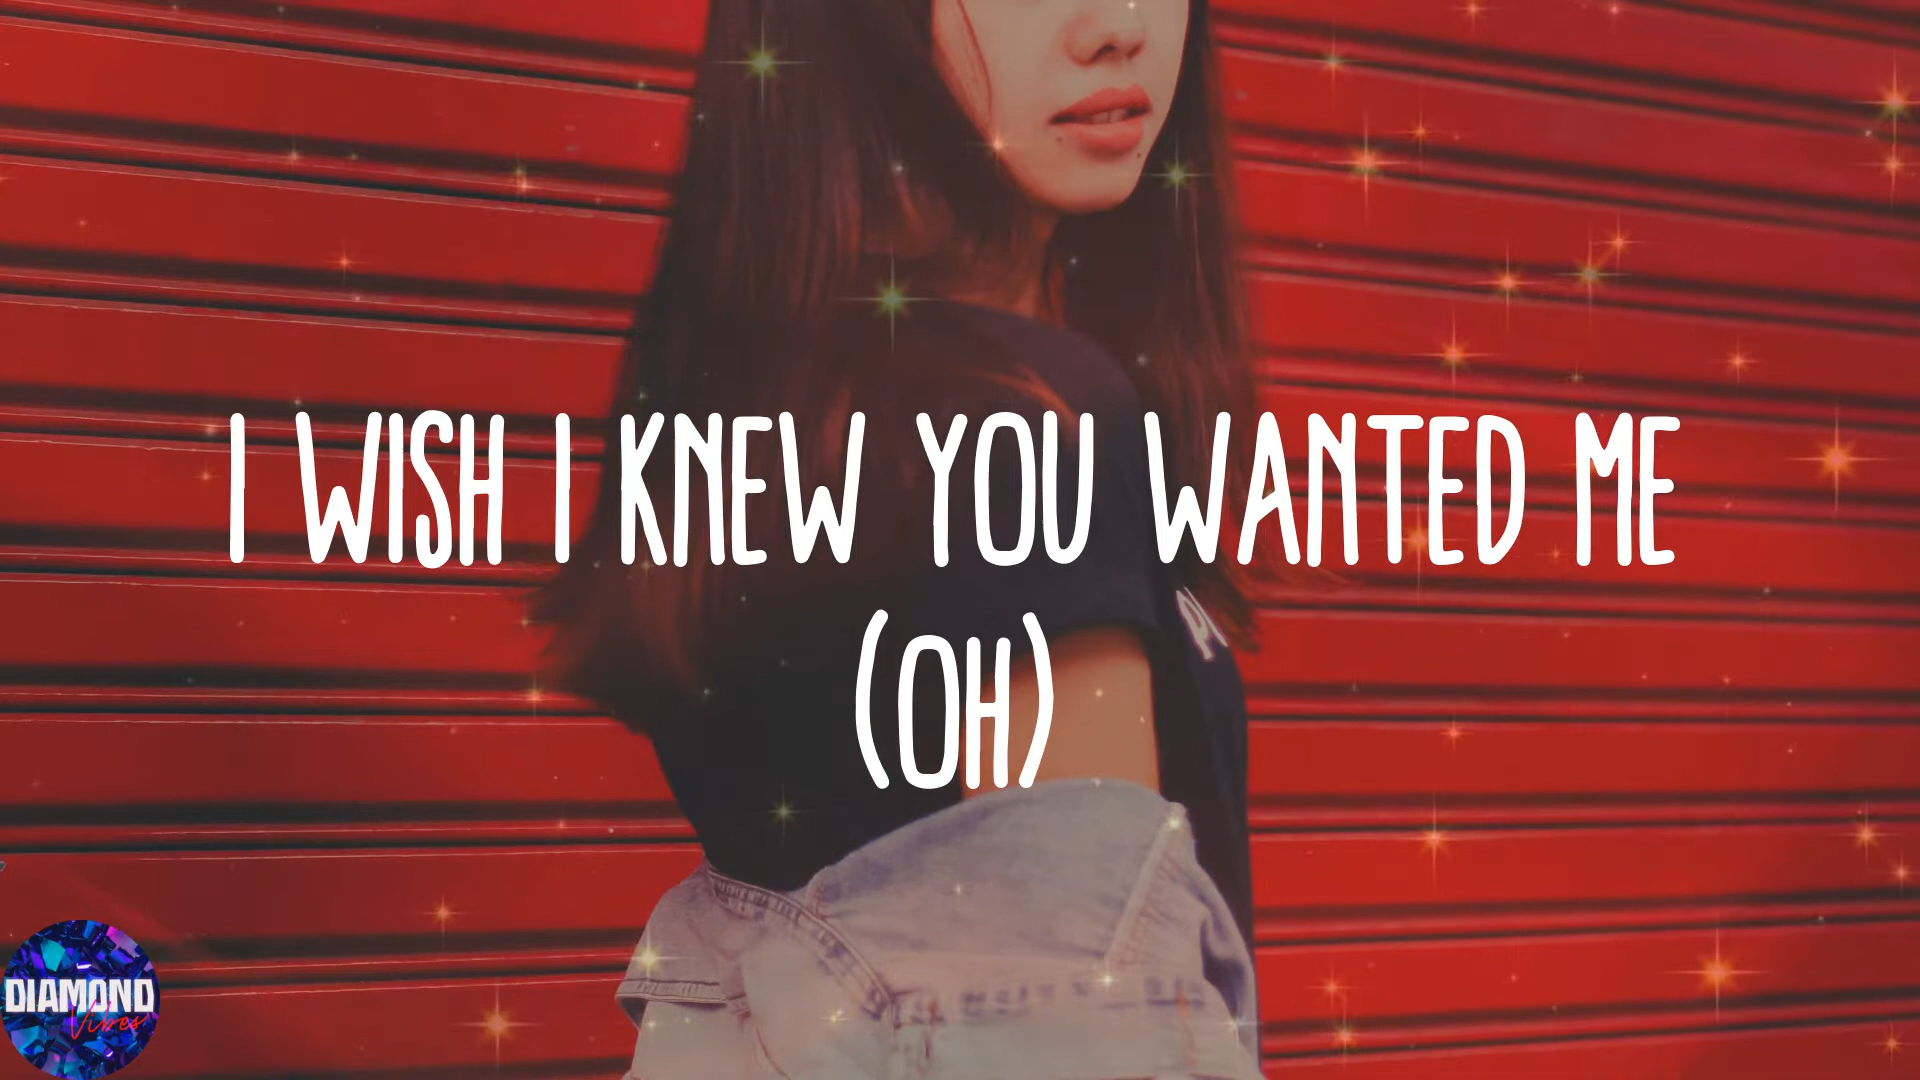 I WISH I KNEW YOU WANTED ME
(OH)
DIAMOND
Vibes